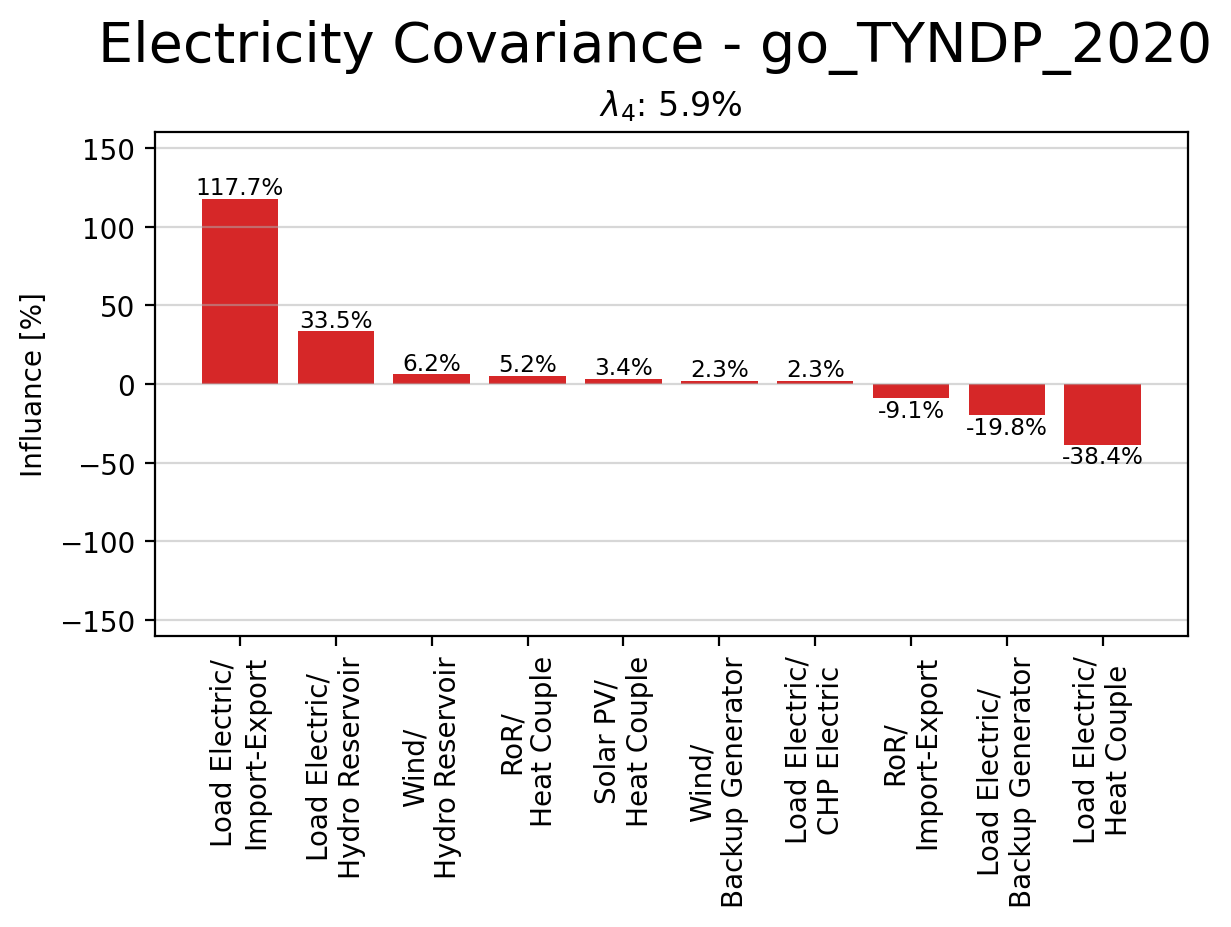 Electricity Covariance - go_TYNDP_2020
λ4: 5.9%
Influance [%]
150
100
50
0
−50
−100
−150
117.7%
33.5%
6.2%
5.2%
3.4%
2.3%
2.3%
-9.1%
-19.8%
-38.4%
Load Electric/
Import-Export
Load Electric/
Hydro Reservoir
Wind/
Hydro Reservoir
RoR/
Heat Couple
Solar PV/
Heat Couple
Wind/
Backup Generator
Load Electric/
CHP Electric
RoR/
Import-Export
Load Electric/
Backup Generator
Load Electric/
Heat Couple